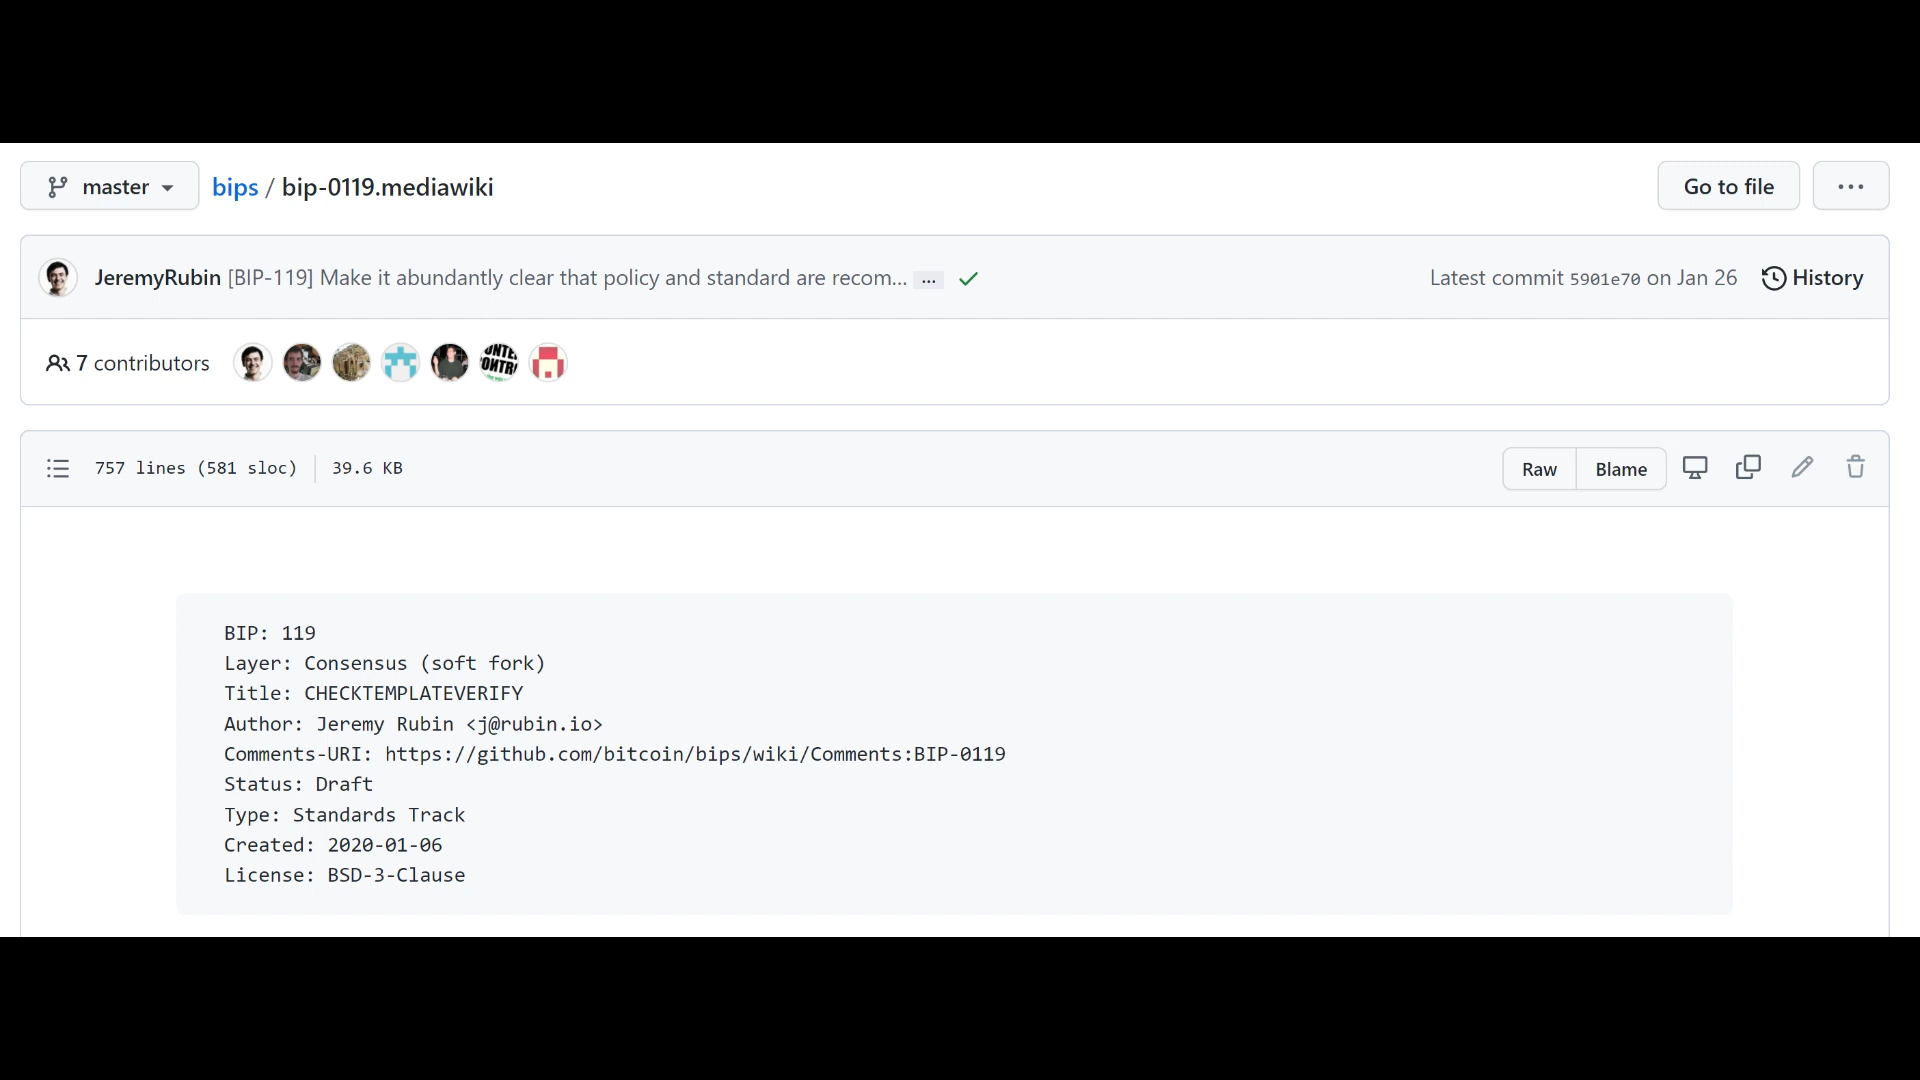 master
bips / bip-0119.mediawiki
Go to file
...
JeremyRubin [BIP-119] Make it abundantly clear that policy and standard are recom... ...
Latest commit 5901e70 on Jan 26
History
7 contributors
757 lines (581 sloc)
39.6 KB
Raw
Blame
BIP: 119
Layer: Consensus (soft fork)
Title: CHECKTEMPLATEVERIFY
Author: Jeremy Rubin <j@rubin.io>
Comments-URI: https://github.com/bitcoin/bips/wiki/Comments:BIP-0119
Status: Draft
Type: Standards Track
Created: 2020-01-06
License: BSD-3-Clause